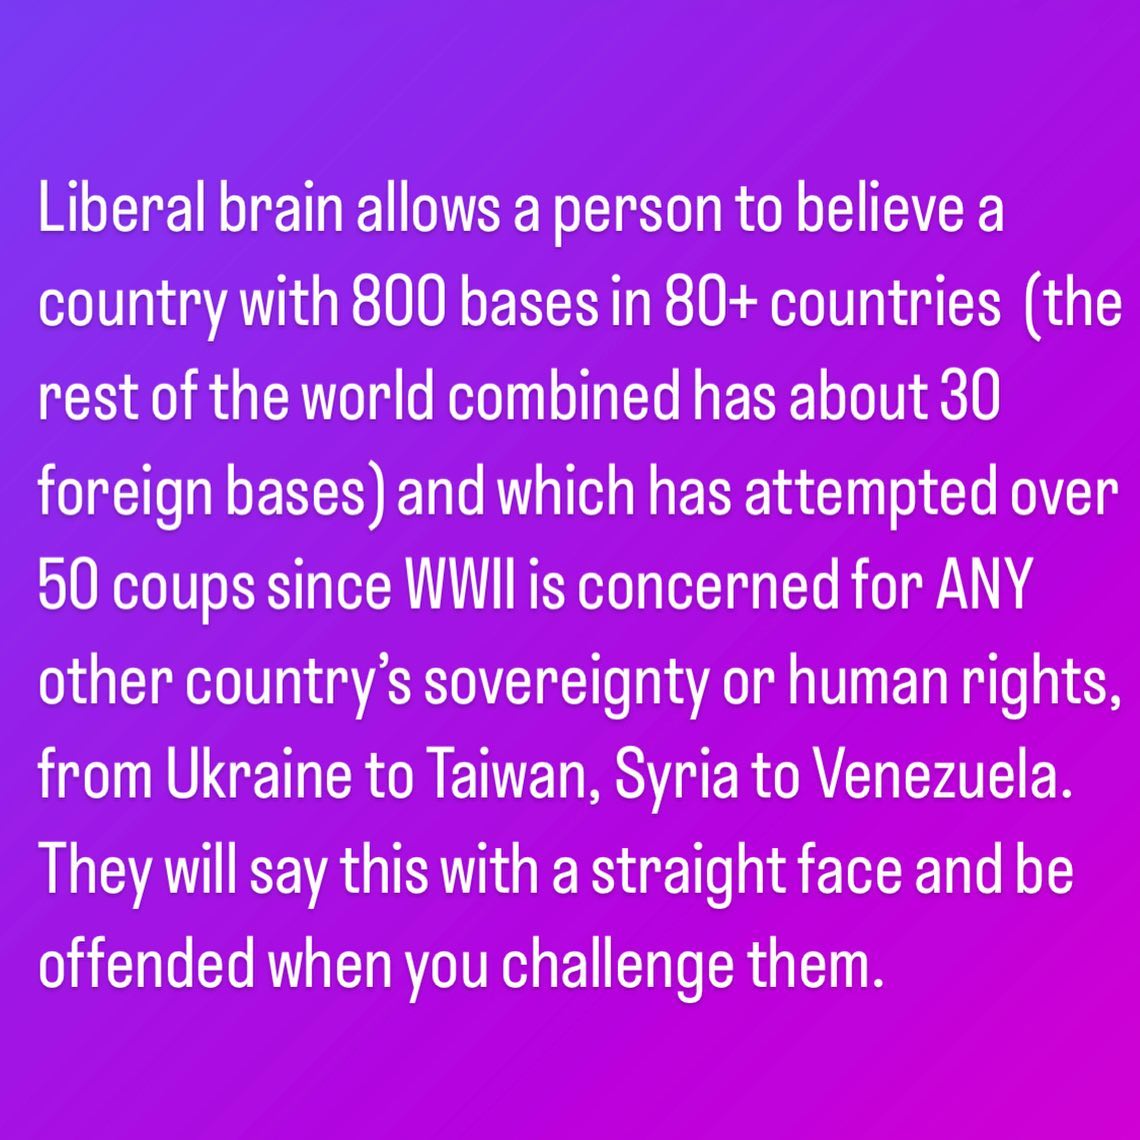 Liberal brain allows a person to believe a
country with 800 bases in 80+ countries  (the
rest of the world combined has about 30
foreign bases) and which has attempted over
50 coups since WWII is concerned for ANY
other country’s sovereignty or human rights,
from Ukraine to Taiwan, Syria to Venezuela.
They will say this with a straight face and be
offended when you challenge them.